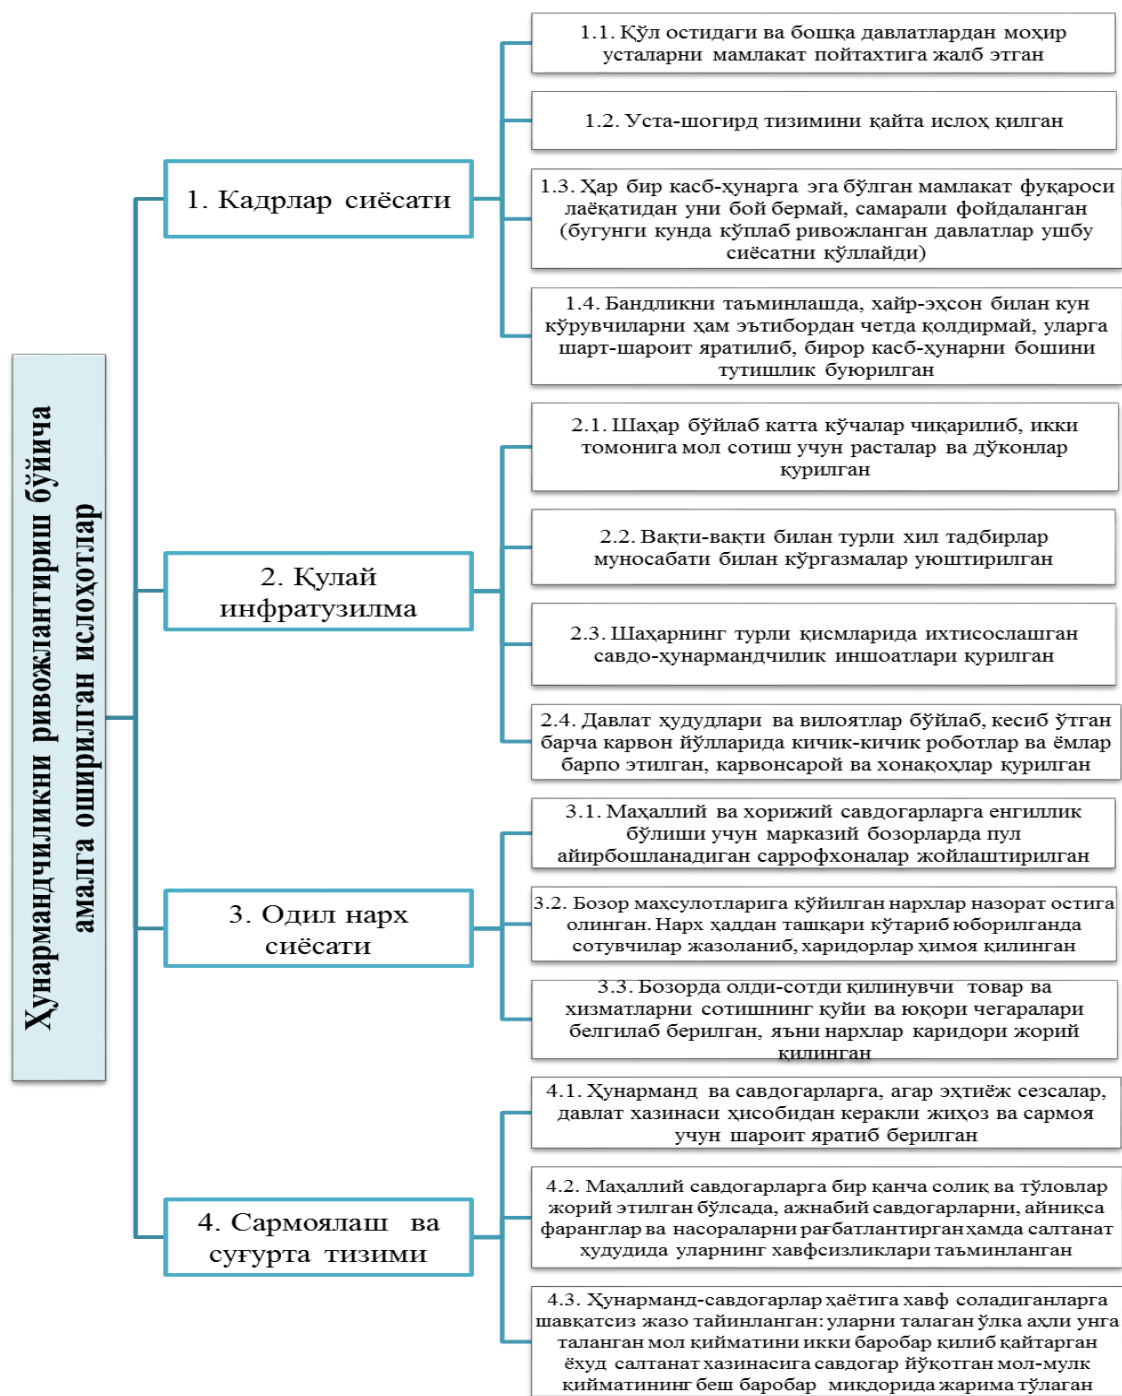 Ҳунармандчиликни ривожлантириш бўйича
амалга оширилган ислоҳотлар
1. Кадрлар сиёсати
1.1. Қўл остидаги ва бошқа давлатлардан моҳир
усталарни мамлакат пойтахтига жалб этган
1.2. Уста-шогирд тизимини қайта ислоҳ қилган
1.3. Ҳар бир касб-ҳунарга эга бўлган мамлакат фуқароси
лаёқатидан уни бой бермай, самарали фойдаланган
(бугунги кунда кўплаб ривожланган давлатлар ушбу
сиёсатни қўллайди)
1.4. Бандликни таъминлашда, хайр-эҳсон билан кун
кўрувчиларни ҳам эътибордан четда қолдирмай, уларга
шарт-шароит яратилиб, бирор касб-ҳунарни бошини
тутишлик буюрилган
2. Қулай
инфратузилма
2.1. Шаҳар бўйлаб катта кўчалар чиқарилиб, икки
томонига мол сотиш учун расталар ва дўконлар
қурилган
2.2. Вақти-вақти билан турли хил тадбирлар
муносабати билан кўргазмалар уюштирилган
2.3. Шаҳарнинг турли қисмларида ихтисослашган
савдо-ҳунармандчилик иншоатлари қурилган
2.4. Давлат ҳудудлари ва вилоятлар бўйлаб, кесиб ўтган
барча карвон йўлларида кичик-кичик роботлар ва ёмлар
барпо этилган, карвонсарой ва хонақоҳлар қурилган
3. Одил нарх
сиёсати
3.1. Маҳаллий ва хорижий савдогарларга енгиллик
бўлиши учун марказий бозорларда пул
айирбошланадиган саррофхоналар жойлаштирилган
3.2. Бозор маҳсулотларига қўйилган нархлар назорат остига
олинган. Нарх ҳаддан ташқари кўтариб юборилганда
сотувчилар жазоланиб, харидорлар ҳимоя қилинган
3.3. Бозорда олди-сотди қилинувчи товар ва
хизматларни сотишнинг қуйи ва юқори чегаралари
белгилаб берилган, яъни нархлар каридори жорий
қилинган
4. Сармоялаш ва
суғурта тизими
4.1. Ҳунарманд ва савдогарларга, агар эҳтиёж сезсалар,
давлат хазинаси ҳисобидан керакли жиҳоз ва сармоя
учун шароит яратиб берилган
4.2. Маҳаллий савдогарларга бир қанча солиқ ва тўловлар
жорий этилган бўлсада, ажнабий савдогарларни, айниқса
фаранглар ва насораларни рағбатлантирган ҳамда салтанат
ҳудудида уларнинг хавфсизликлари таъминланган
4.3. Ҳунарманд-савдогарлар ҳаётига хавф соладиганларга
шавқатсиз жазо тайинланган: уларни талаган ўлка аҳли унга
таланган мол қийматини икки баробар қилиб қайтарган
ёхуд салтанат хазинасига савдогар йўқотган мол-мулк
қийматининг беш баробар миқдорида жарима тўлаган